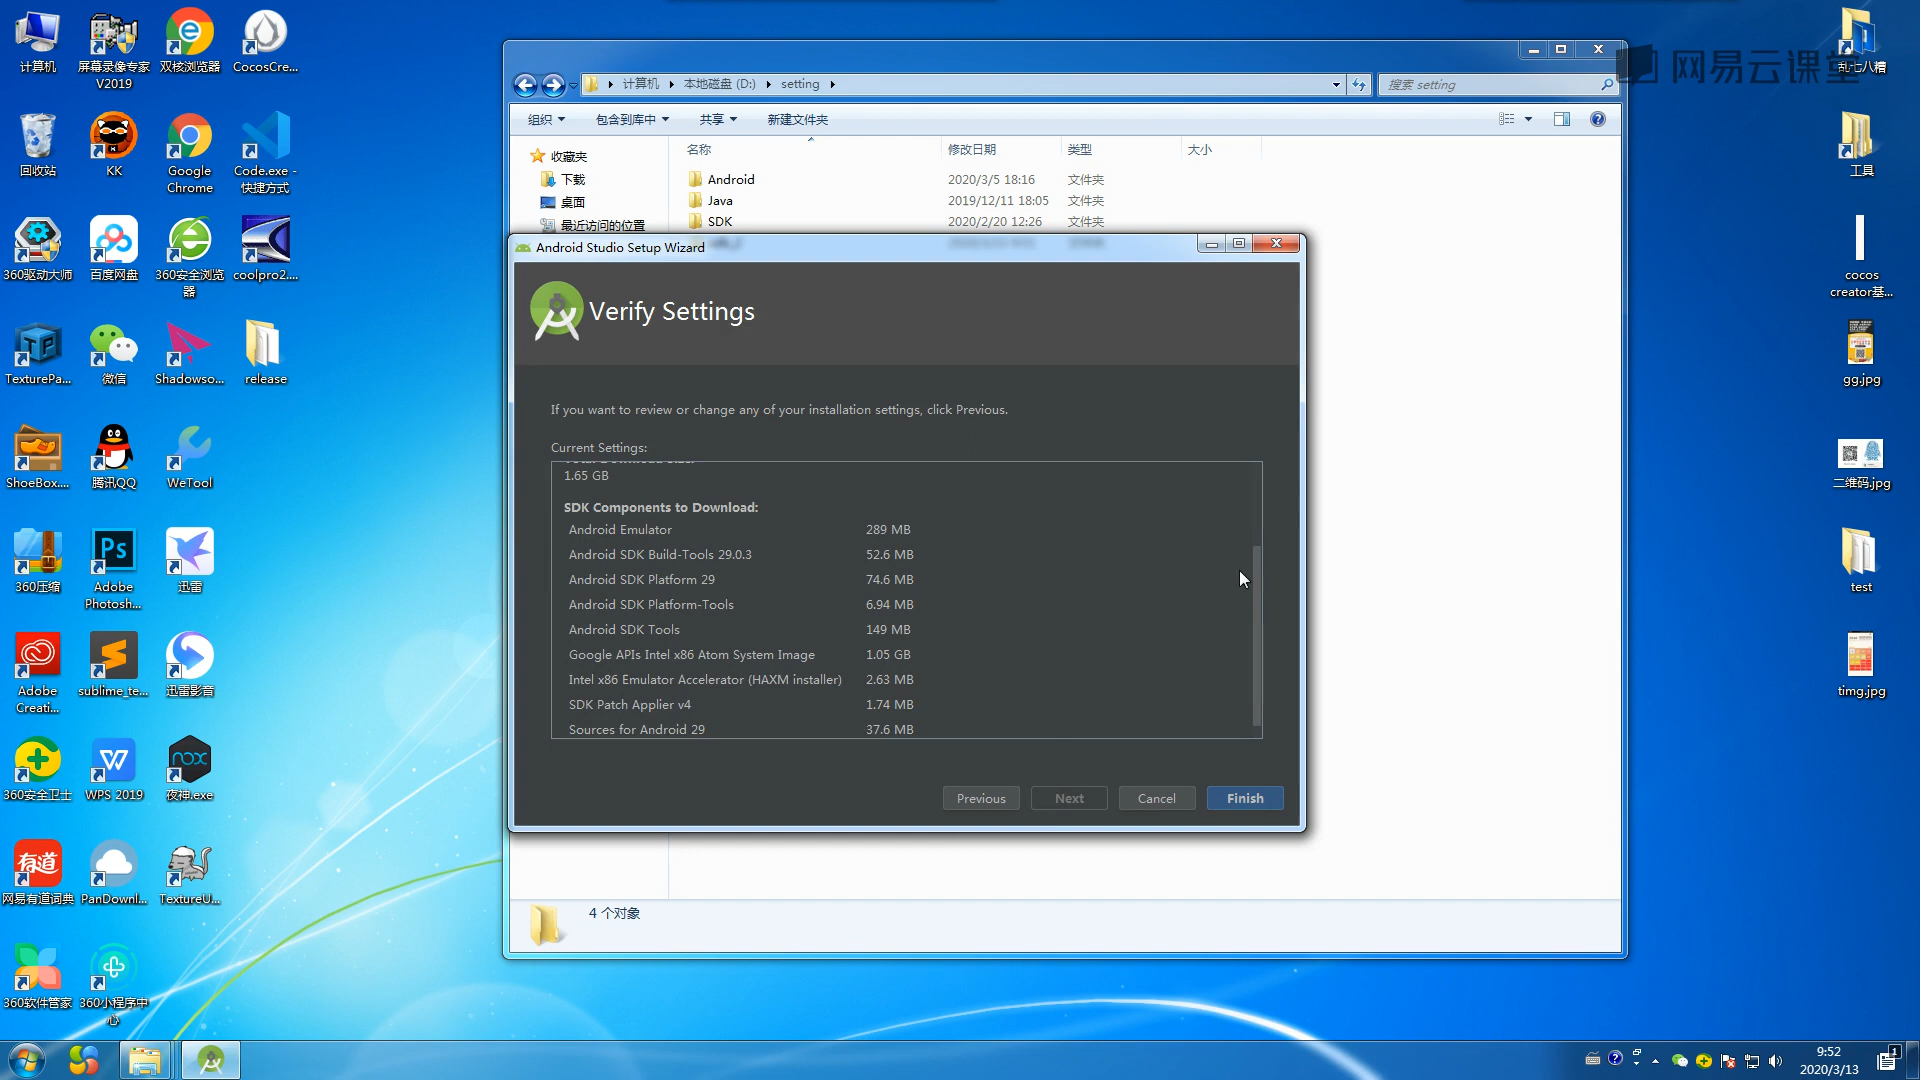 计算机
屏幕录像专家
V2019
双核浏览器
CocosCre...
回收站
KK
Google
Chrome
Code.exe -
快捷方式
360驱动大师
百度网盘
360安全浏览
器
coolpro2....
TexturePa...
微信
Shadowso...
release
ShoeBox....
腾讯QQ
WeTool
360压缩
Adobe
Photosh...
迅雷
Adobe
Creati...
sublime_te...
迅雷影音
360安全卫士
WPS 2019
夜神.exe
网易有道词典
PanDownl...
TextureU...
360软件管家
360小程序中
心
计算机
本地磁盘 (D:)
setting
搜索 setting
组织
包含到库中
共享
新建文件夹
收藏夹
下载
桌面
最近访问的位置
名称
修改日期
类型
大小
Android
2020/3/5 18:16
文件夹
Java
2019/12/11 18:05
文件夹
SDK
2020/2/20 12:26
文件夹
Android Studio Setup Wizard
Verify Settings
If you want to review or change any of your installation settings, click Previous.
Current Settings:
1.65 GB
SDK Components to Download:
Android Emulator 289 MB
Android SDK Build-Tools 29.0.3 52.6 MB
Android SDK Platform 29 74.6 MB
Android SDK Platform-Tools 6.94 MB
Android SDK Tools 149 MB
Google APIs Intel x86 Atom System Image 1.05 GB
Intel x86 Emulator Accelerator (HAXM installer) 2.63 MB
SDK Patch Applier v4 1.74 MB
Sources for Android 29 37.6 MB
Previous
Next
Cancel
Finish
4 个对象
网易云课堂
乱七八糟
工具
cocos
creator基...
gg.jpg
二维码.jpg
test
timg.jpg
9:52
2020/3/13
1